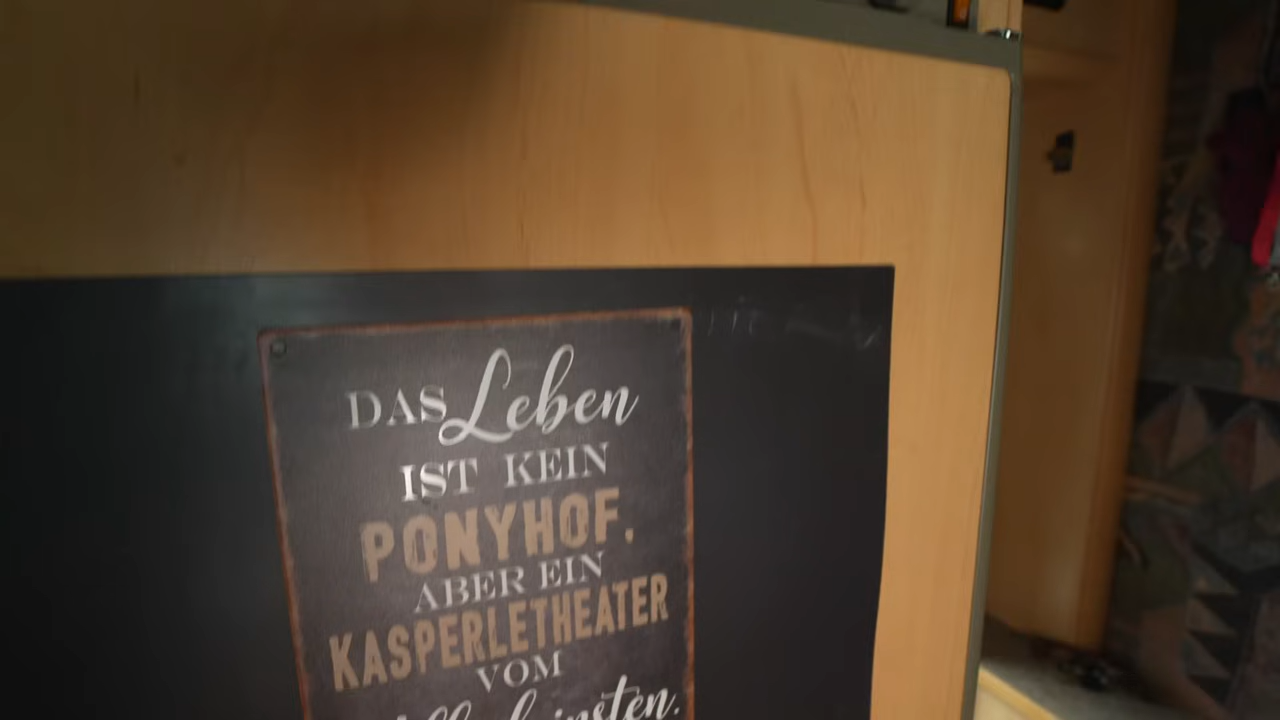 DAS Leben
IST KEIN
PONYHOF.
ABER EIN
KASPERLETHEATER
VOM